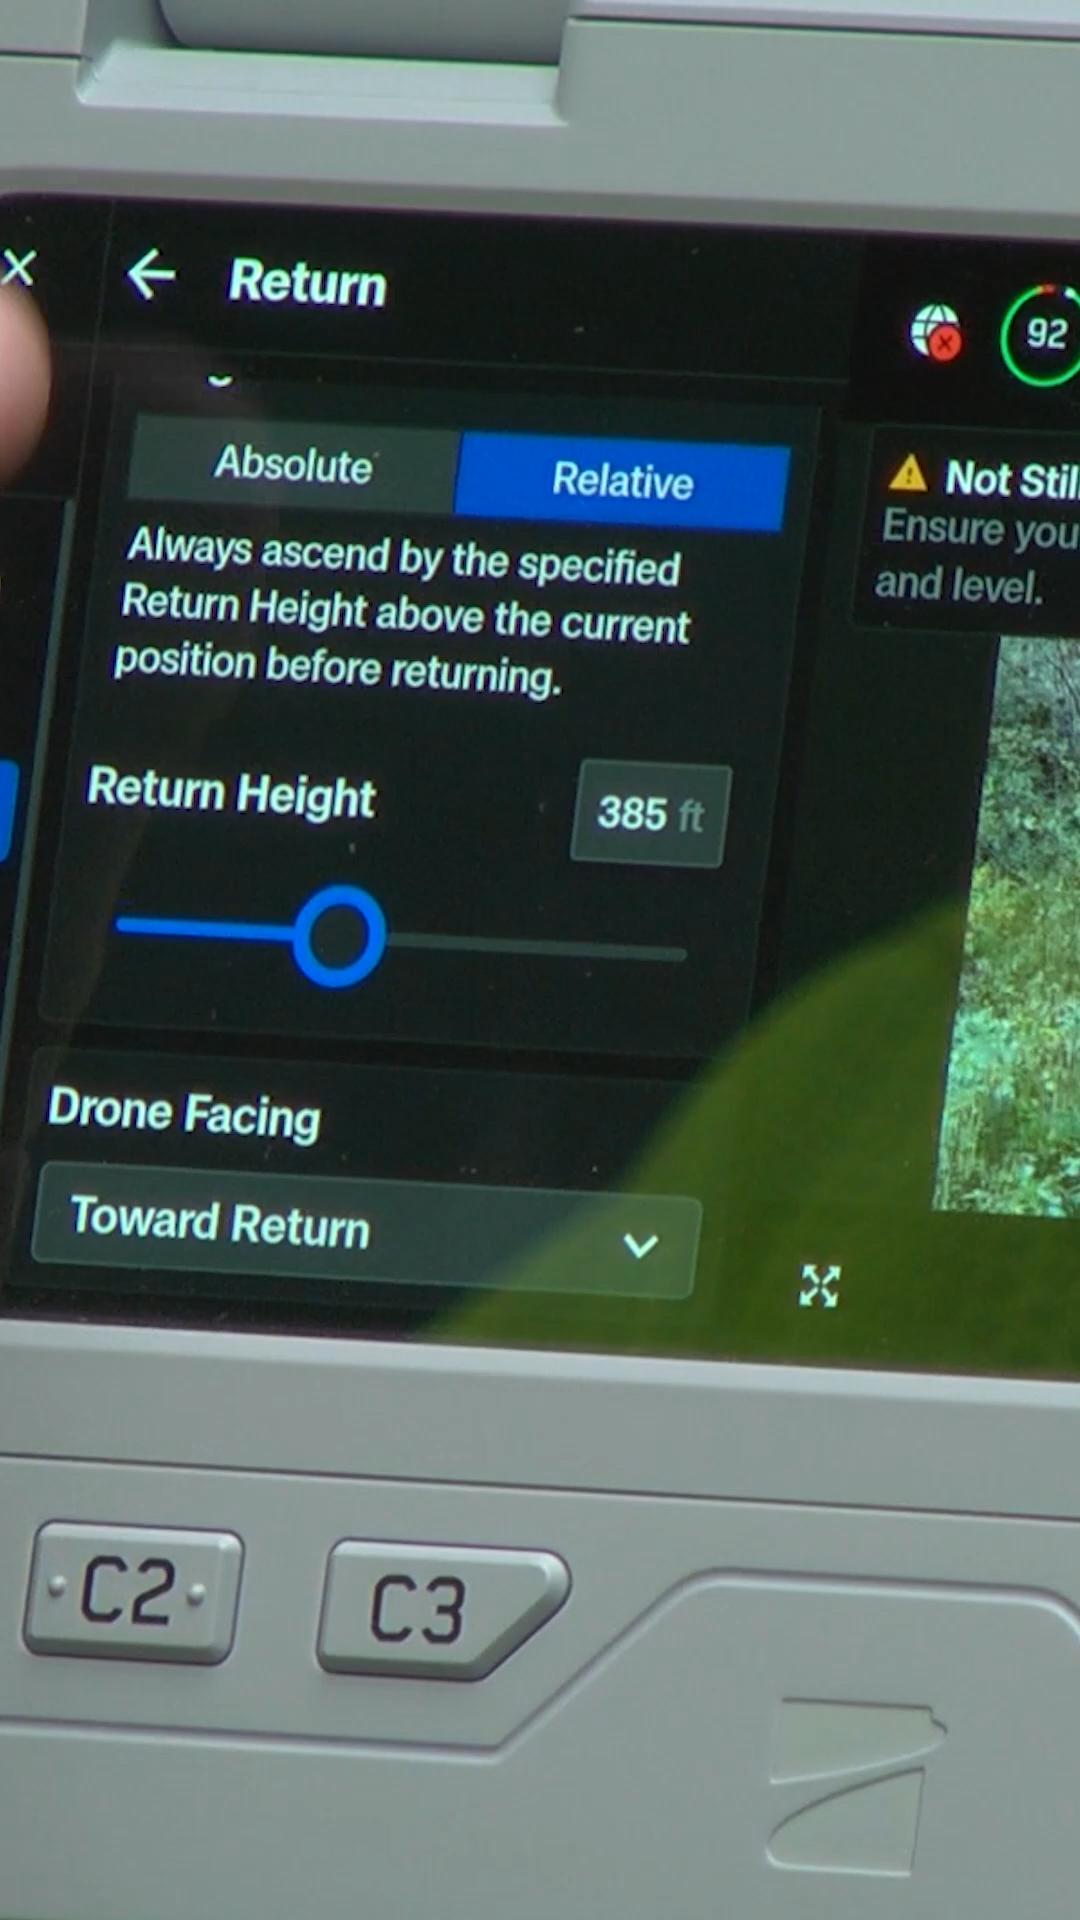 Return
92
Absolute
Relative
Always ascend by the specified
Return Height above the current
position before returning.
Not Still
Ensure you
and level.
Return Height
385 ft
Drone Facing
Toward Return
C2
C3